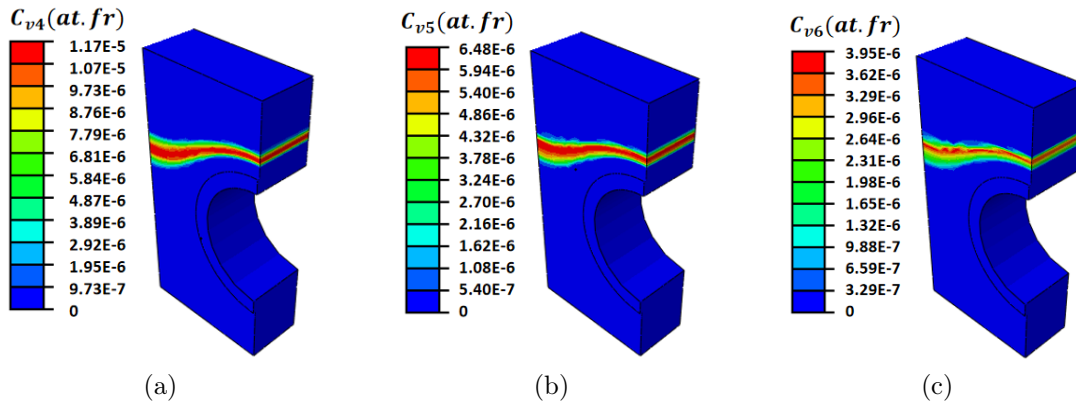 C_{v4}(at.fr)
1.17E-5
1.07E-5
9.73E-6
8.76E-6
7.79E-6
6.81E-6
5.84E-6
4.87E-6
3.89E-6
2.92E-6
1.95E-6
9.73E-7
0
(a)
C_{v5}(at.fr)
6.48E-6
5.94E-6
5.40E-6
4.86E-6
4.32E-6
3.78E-6
3.24E-6
2.70E-6
2.16E-6
1.62E-6
1.08E-6
5.40E-7
0
(b)
C_{v6}(at.fr)
3.95E-6
3.62E-6
3.29E-6
2.96E-6
2.64E-6
2.31E-6
1.98E-6
1.65E-6
1.32E-6
9.88E-7
6.59E-7
3.29E-7
0
(c)